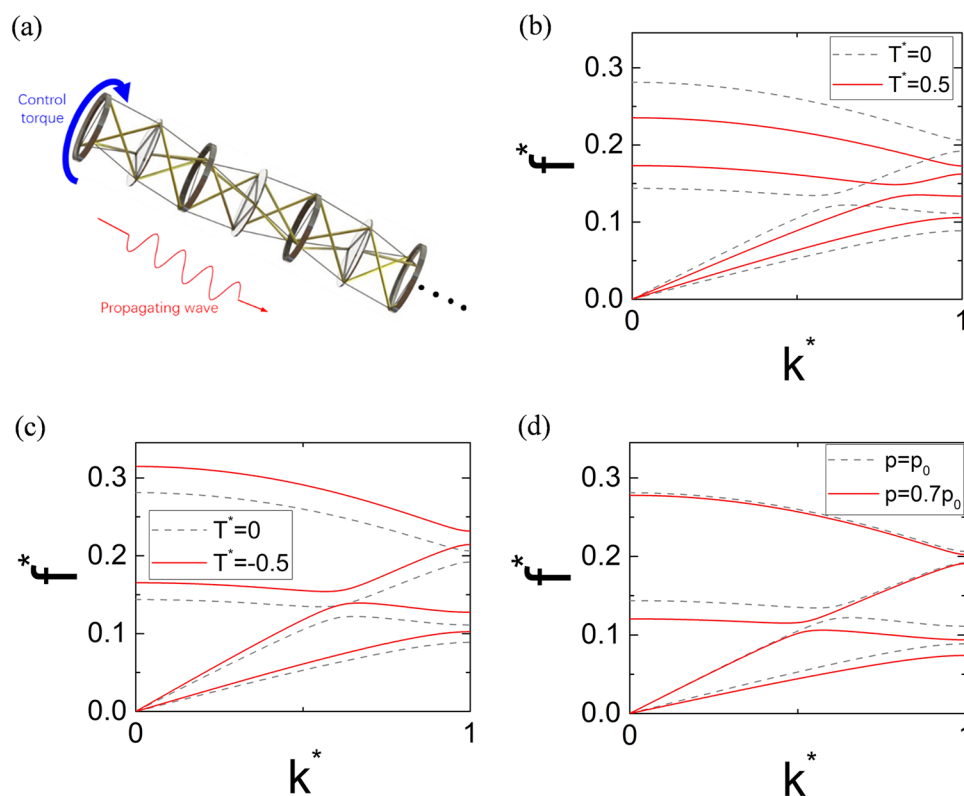 (a)
Control
torque
Propagating wave
(b)
T*=0
T*=0.5
0.3
0.2
0.1
0.0
f*
0
1
k*
(c)
T*=0
T*=-0.5
0.3
0.2
0.1
0.0
f*
0
1
k*
(d)
p=p0
p=0.7p0
0.3
0.2
0.1
0.0
f*
0
1
k*